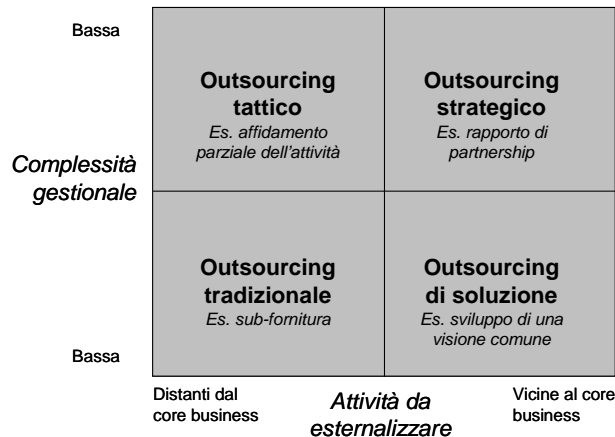 Bassa
Outsourcing
tattico
Es. affidamento
parziale dell'attività
Outsourcing
strategico
Es. rapporto di
partnership
Complessità
gestionale
Outsourcing
tradizionale
Es. sub-fornitura
Outsourcing
di soluzione
Es. sviluppo di una
visione comune
Bassa
Distanti dal
core business
Attività da
esternalizzare
Vicine al core
business